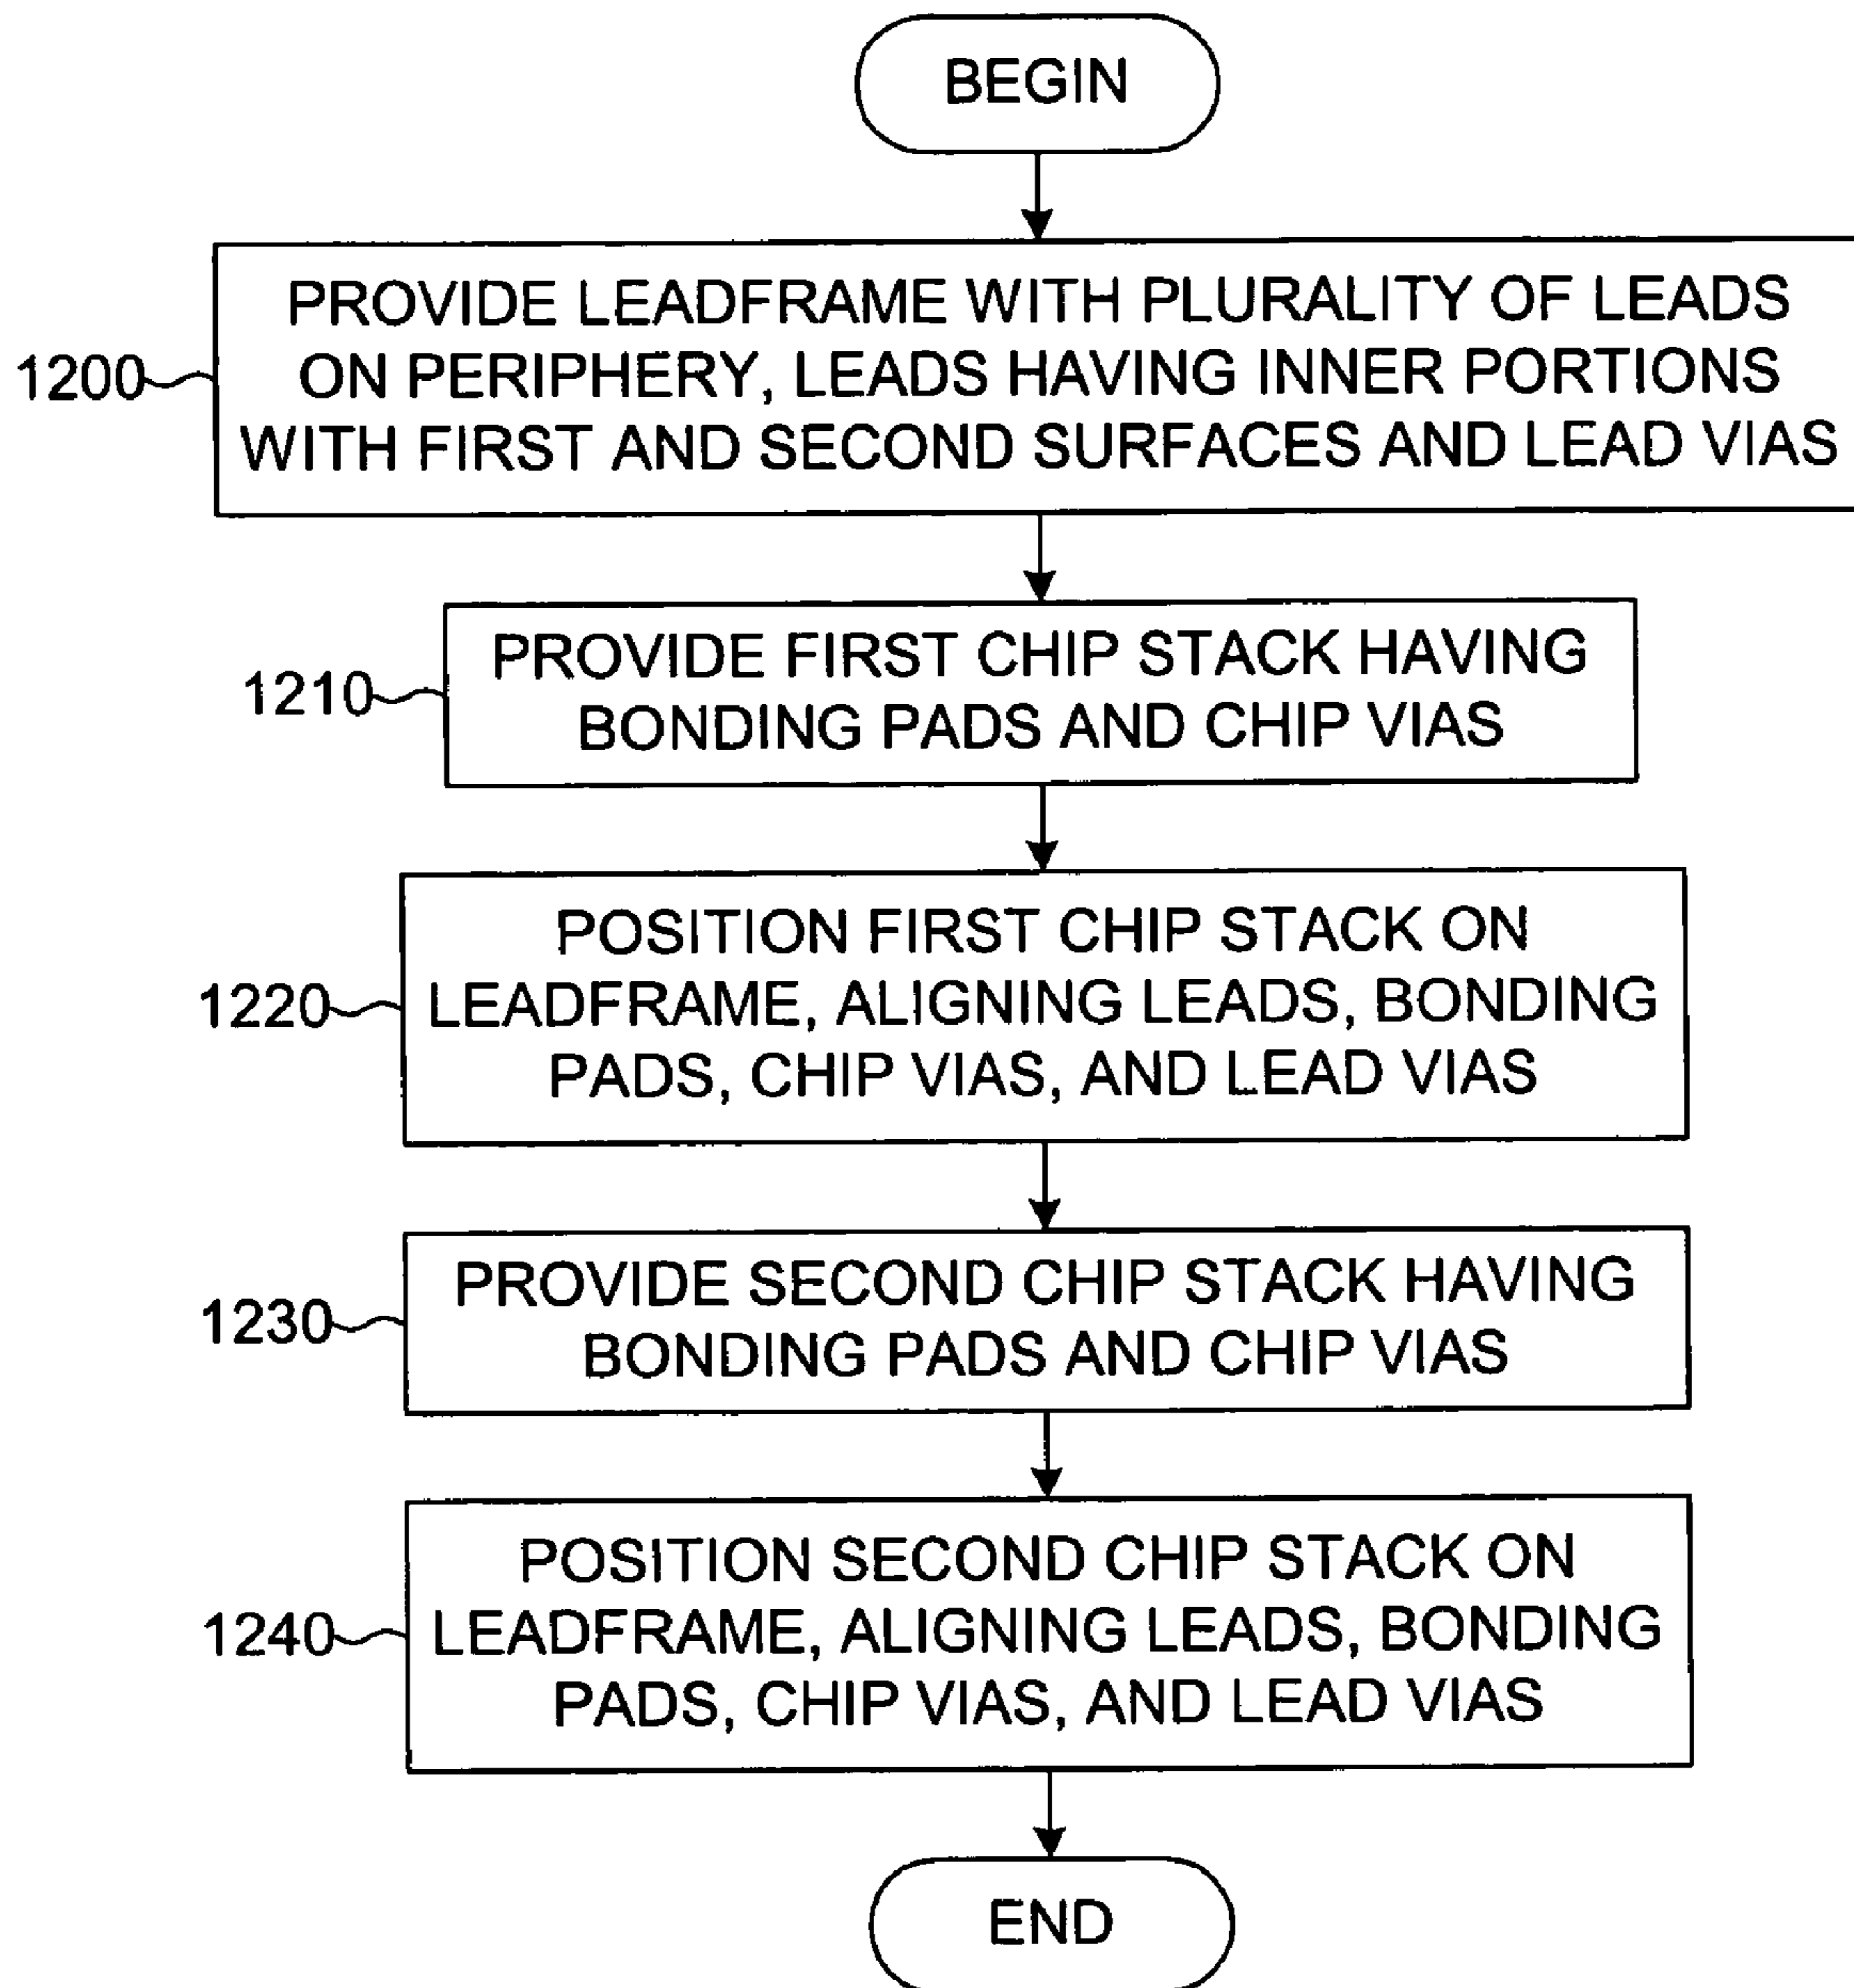 BEGIN
1200
PROVIDE LEADFRAME WITH PLURALITY OF LEADS
ON PERIPHERY, LEADS HAVING INNER PORTIONS
WITH FIRST AND SECOND SURFACES AND LEAD VIAS
1210
PROVIDE FIRST CHIP STACK HAVING
BONDING PADS AND CHIP VIAS
1220
POSITION FIRST CHIP STACK ON
LEADFRAME, ALIGNING LEADS, BONDING
PADS, CHIP VIAS, AND LEAD VIAS
1230
PROVIDE SECOND CHIP STACK HAVING
BONDING PADS AND CHIP VIAS
1240
POSITION SECOND CHIP STACK ON
LEADFRAME, ALIGNING LEADS, BONDING
PADS, CHIP VIAS, AND LEAD VIAS
END